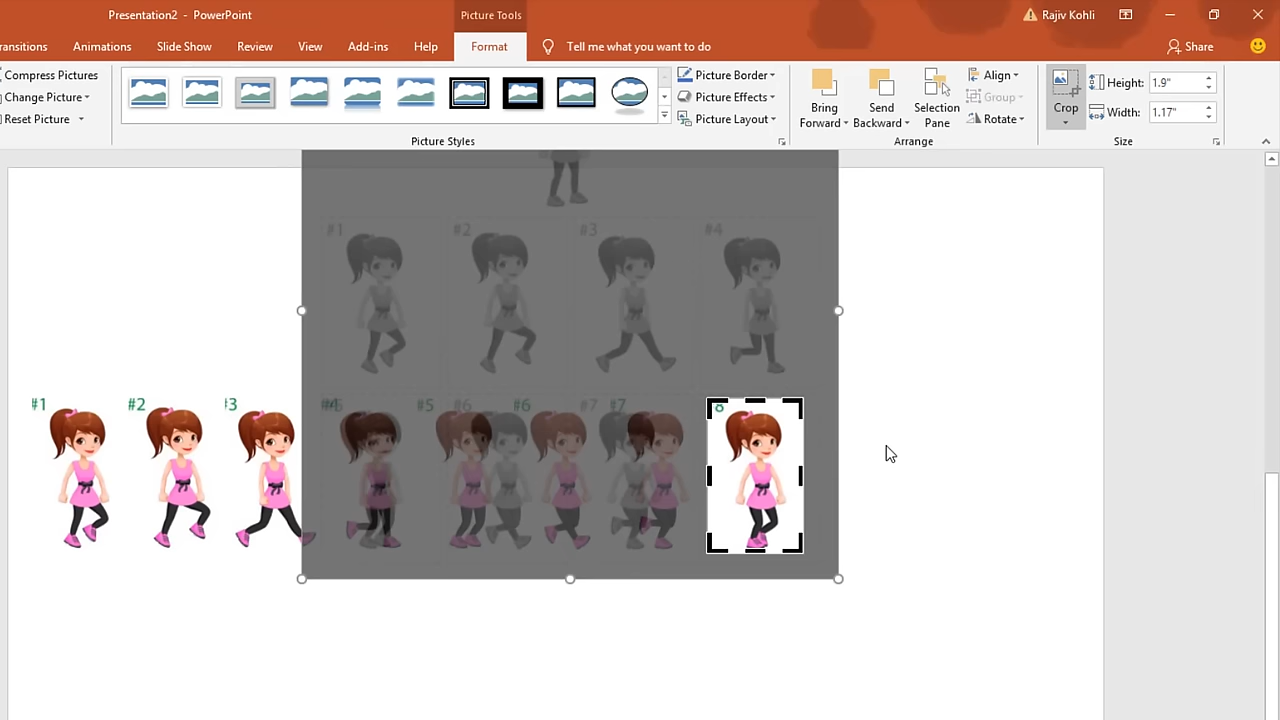 Presentation2 - PowerPoint
Picture Tools
Rajiv Kohli
ransitions
Animations
Slide Show
Review
View
Add-ins
Help
Format
Tell me what you want to do
Share
Compress Pictures
Change Picture
Reset Picture
Picture Border
Picture Effects
Picture Layout
Bring Forward
Send Backward
Selection Pane
Align
Group
Rotate
Crop
Height: 1.9"
Width: 1.17"
Picture Styles
Arrange
Size
#1 #2 #3 #4
#1 #2 #3 #5 #6 #6 #7 #7 8